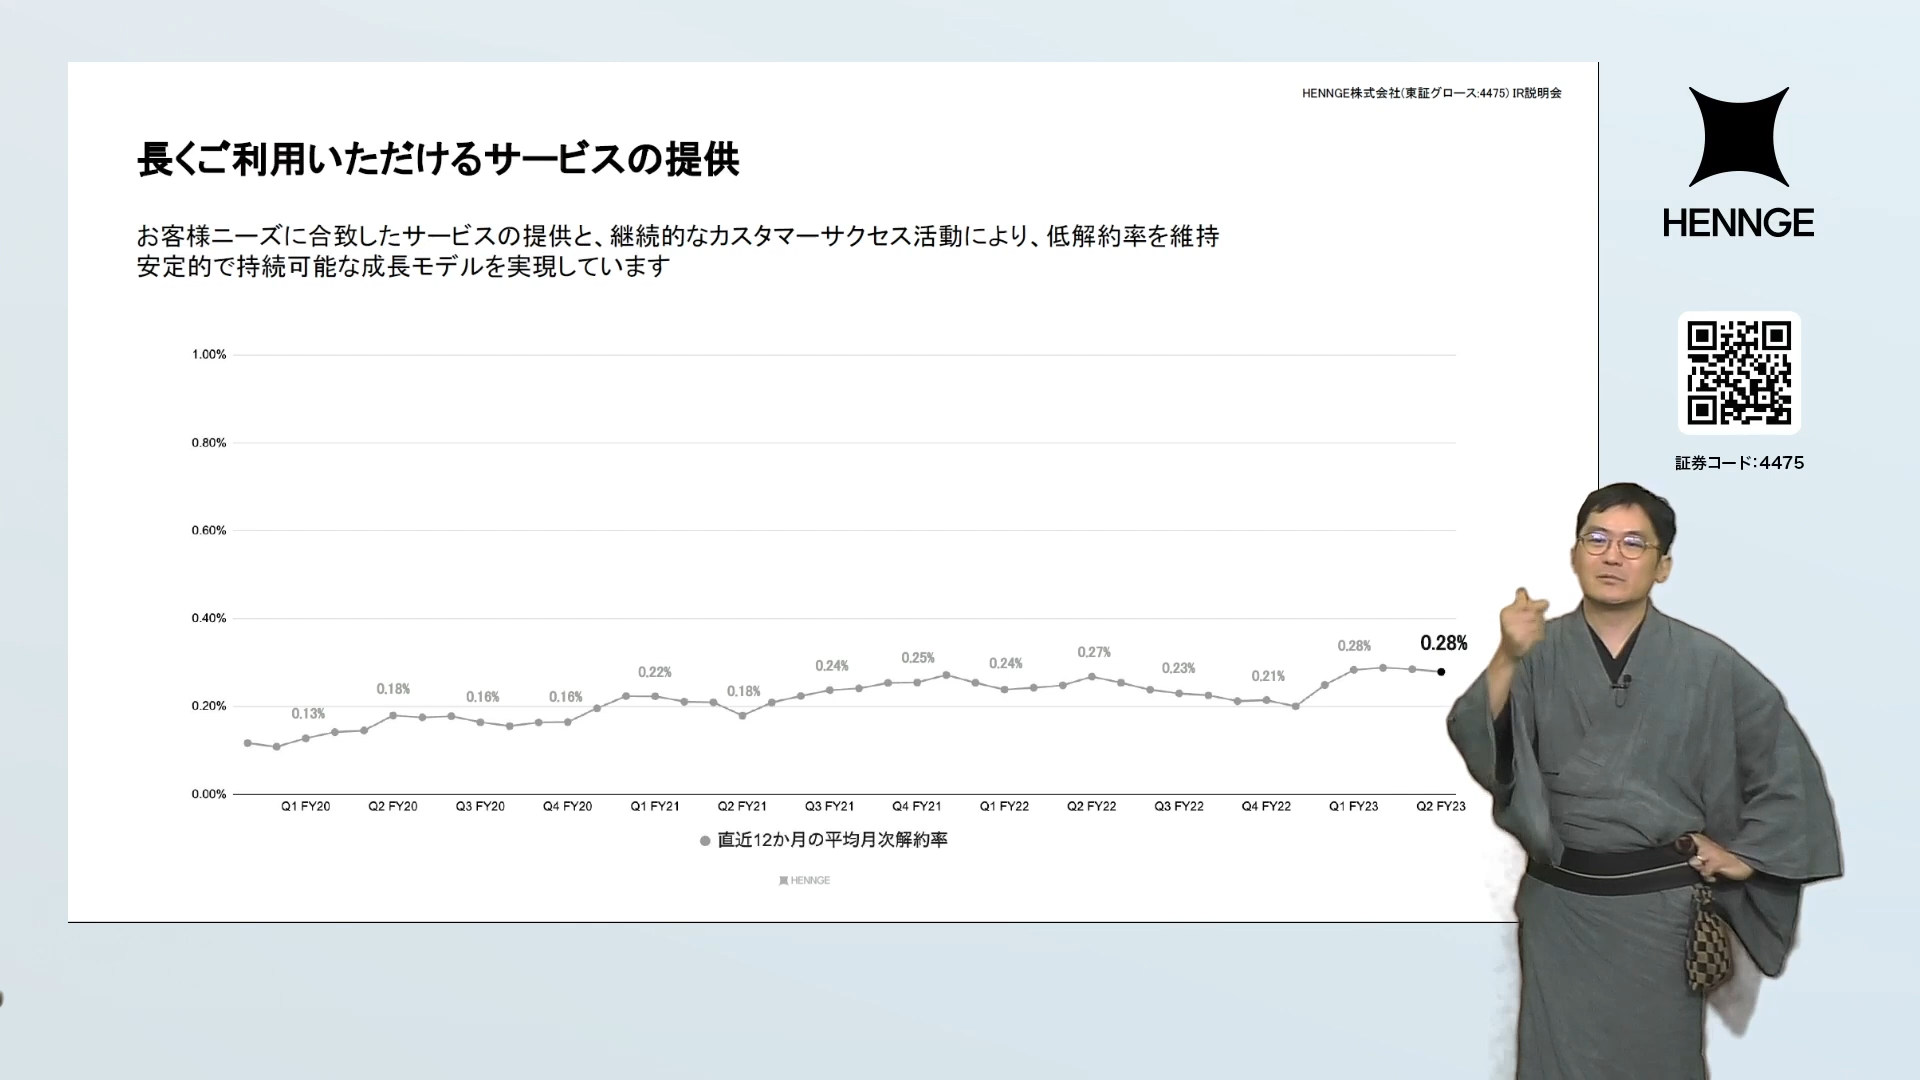 HENNGE株式会社(東証グロース:4475) IR説明会
長くご利用いただけるサービスの提供
お客様ニーズに合致したサービスの提供と、継続的なカスタマーサクセス活動により、低解約率を維持
安定的で持続可能な成長モデルを実現しています
1.00%
0.80%
0.60%
0.40%
0.20%
0.00%
0.13%
0.18%
0.16%
0.16%
0.22%
0.18%
0.24%
0.25%
0.24%
0.27%
0.23%
0.21%
0.28%
0.28%
Q1 FY20
Q2 FY20
Q3 FY20
Q4 FY20
Q1 FY21
Q2 FY21
Q3 FY21
Q4 FY21
Q1 FY22
Q2 FY22
Q3 FY22
Q4 FY22
Q1 FY23
Q2 FY23
直近12か月の平均月次解約率
HENNGE
HENNGE
証券コード:4475